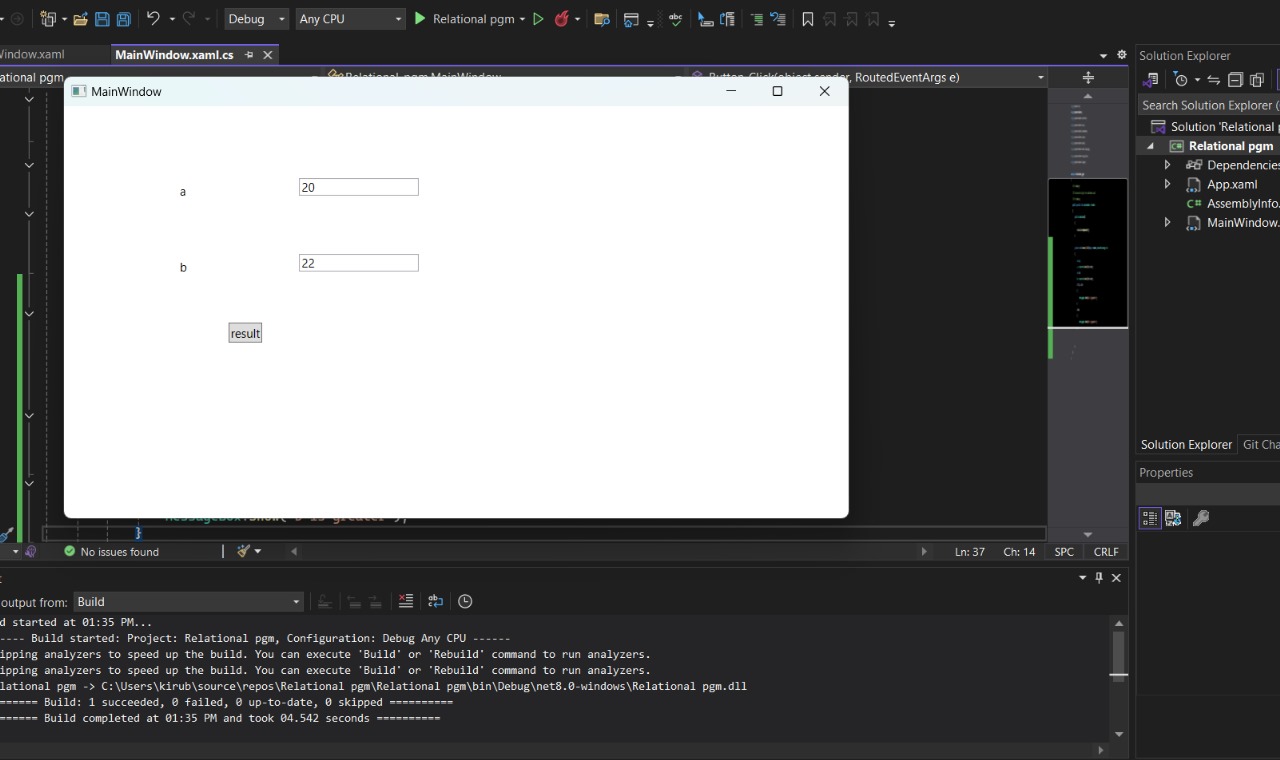 Debug
Any CPU
Relational pgm
indow.xaml
MainWindow.xaml.cs
Solution Explorer
ational pgm
Relational_pgm.MainWindow
Button_Click(object sender, RoutedEventArgs e)
MainWindow
Search Solution Explorer (
Solution 'Relational
Relational pgm
Dependencies
App.xaml
AssemblyInfo.
MainWindow.
a
20
b
22
result
Solution Explorer
Git Cha
Properties
MessageBox.Show("b is greater");
}
No issues found
Ln: 37
Ch: 14
SPC
CRLF
output from:
Build
d started at 01:35 PM...
---- Build started: Project: Relational pgm, Configuration: Debug Any CPU ------
ipping analyzers to speed up the build. You can execute 'Build' or 'Rebuild' command to run analyzers.
ipping analyzers to speed up the build. You can execute 'Build' or 'Rebuild' command to run analyzers.
lational pgm -> C:\Users\kirub\source\repos\Relational pgm\Relational pgm\bin\Debug\net8.0-windows\Relational pgm.dll
====== Build: 1 succeeded, 0 failed, 0 up-to-date, 0 skipped ==========
====== Build completed at 01:35 PM and took 04.542 seconds ==========